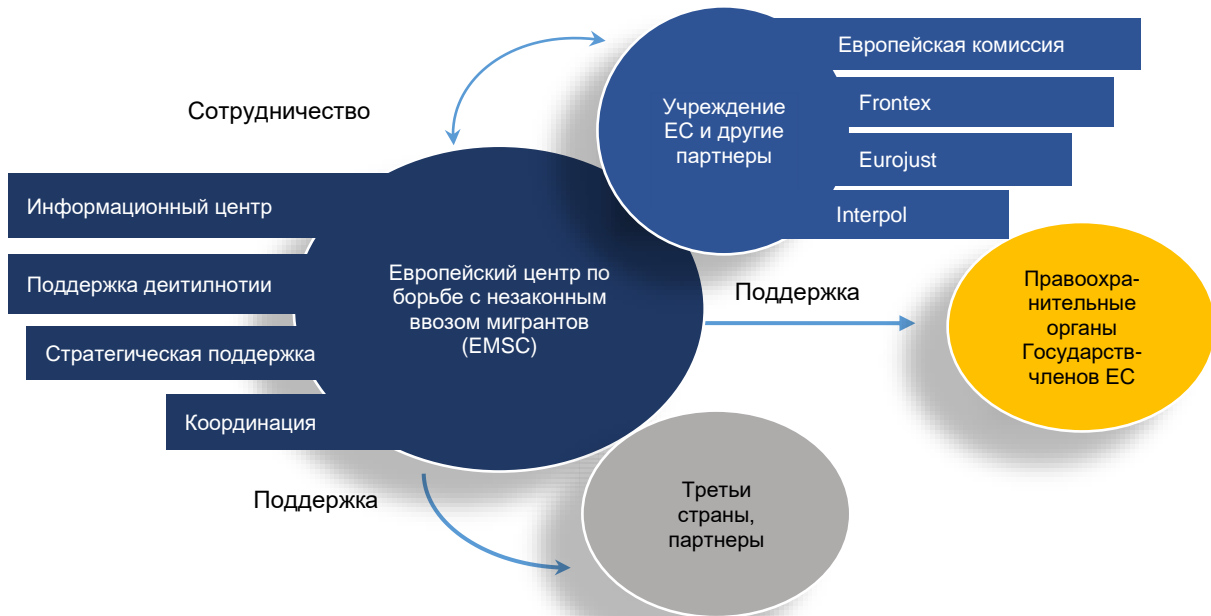 Европейская комиссия
Frontex
Eurojust
Interpol
Учреждение
ЕС и другие
партнеры
Сотрудничество
Информационный центр
Поддержка деитилнотии
Стратегическая поддержка
Координация
Европейский центр по
борьбе с незаконным
ввозом мигрантов
(EMSC)
Поддержка
Правоохра-
нительные
органы
Государств-
членов ЕС
Поддержка
Третьи
страны,
партнеры